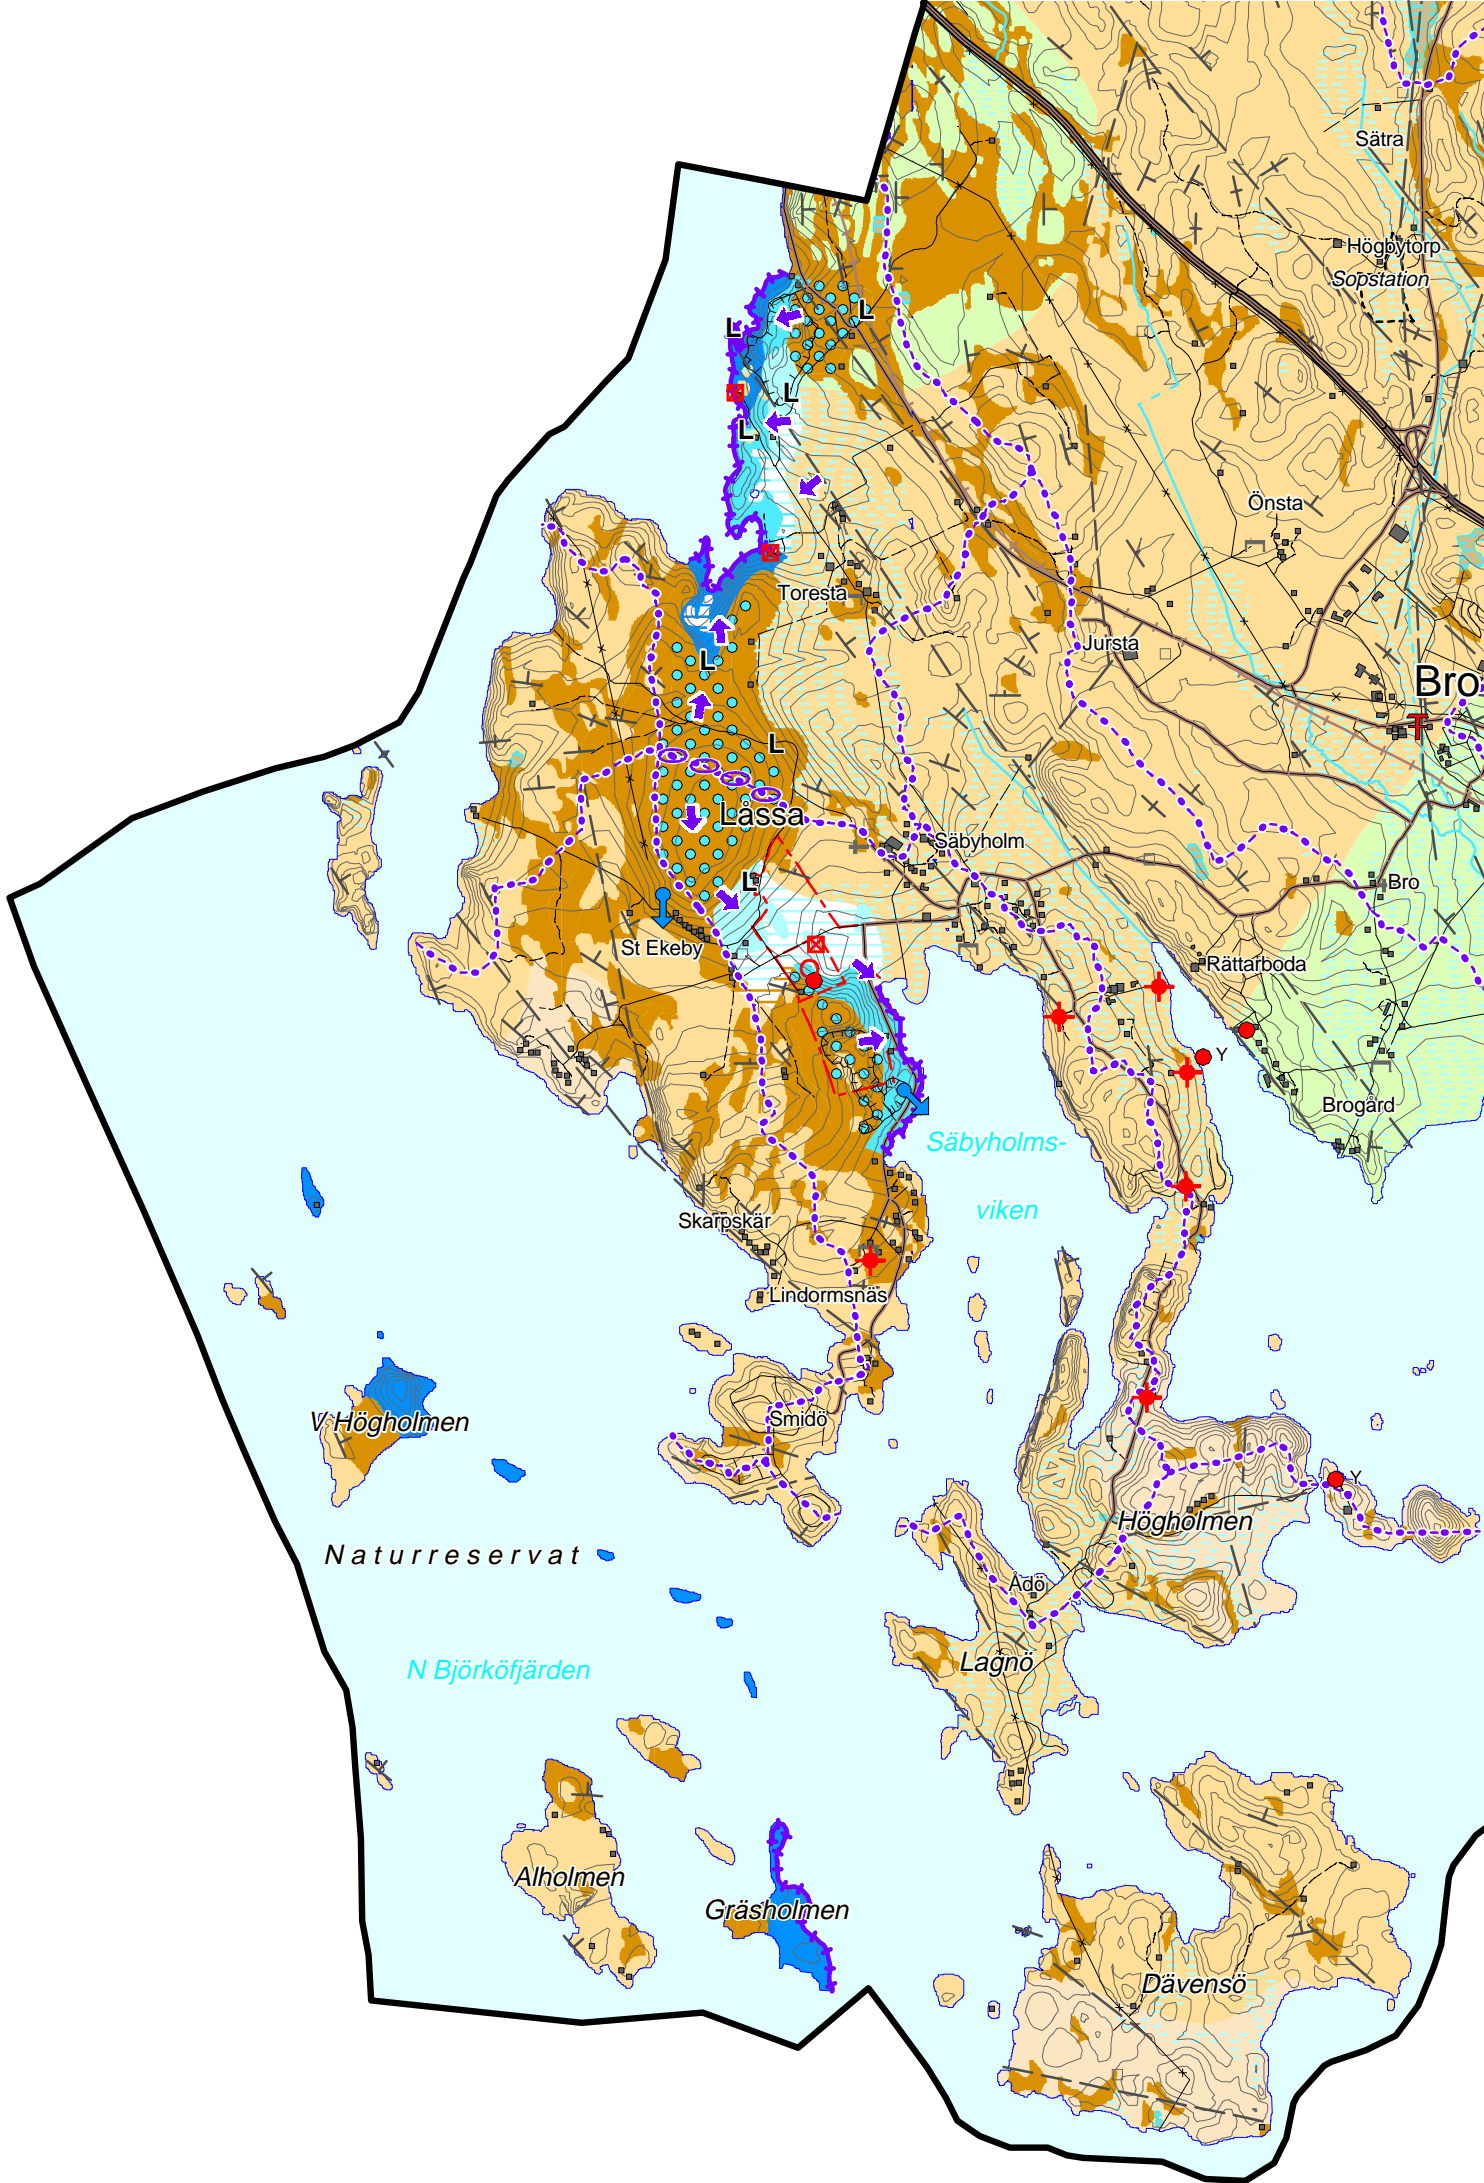 Sätra
Högbytorp
Sopstation
L
L
L
L
Önsta
Toresta
Jursta
L
Bro
L
Låssa
Säbyholm
L
Bro
St Ekeby
Rättarboda
Y
Brogård
Säbyholms-
viken
Skarpskär
Lindormsnäs
V Högholmen
Smidö
Y
Högholmen
Naturreservat
Ådö
Lagnö
N Björköfjärden
Alholmen
Gräsholmen
Dävensö